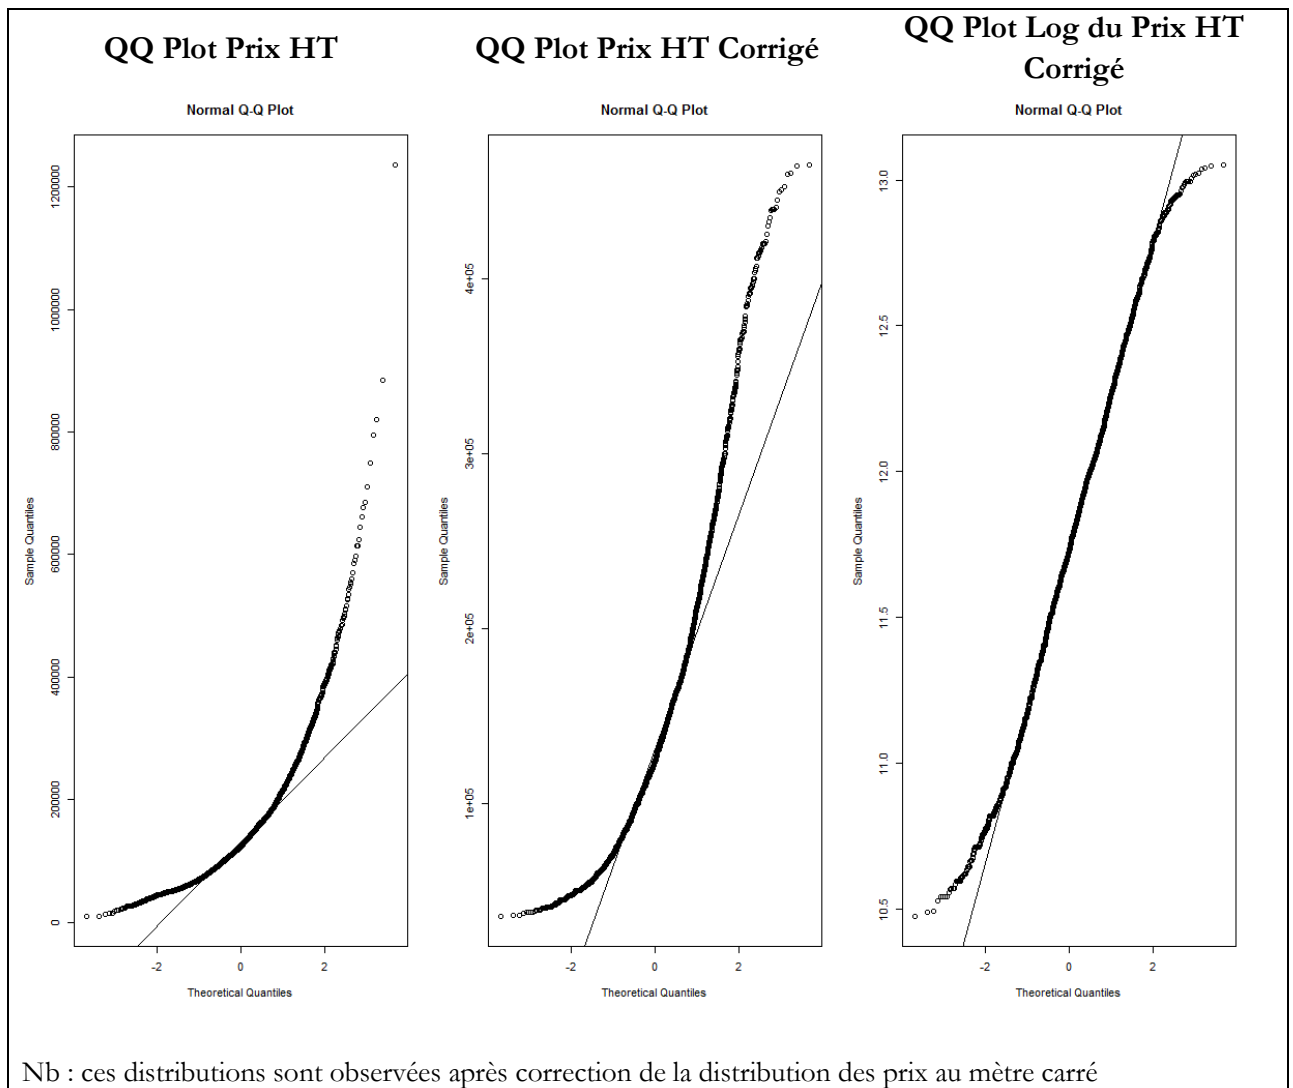 QQ Plot Prix HT
Normal Q-Q Plot
Sample Quantiles
1200000
1000000
800000
600000
400000
200000
0
-2 0 2
Theoretical Quantiles
QQ Plot Prix HT Corrigé
Normal Q-Q Plot
Sample Quantiles
4e+05
3e+05
2e+05
1e+05
-2 0 2
Theoretical Quantiles
QQ Plot Log du Prix HT
Corrigé
Normal Q-Q Plot
Sample Quantiles
13.0
12.5
12.0
11.5
11.0
10.5
-2 0 2
Theoretical Quantiles
Nb : ces distributions sont observées après correction de la distribution des prix au mètre carré